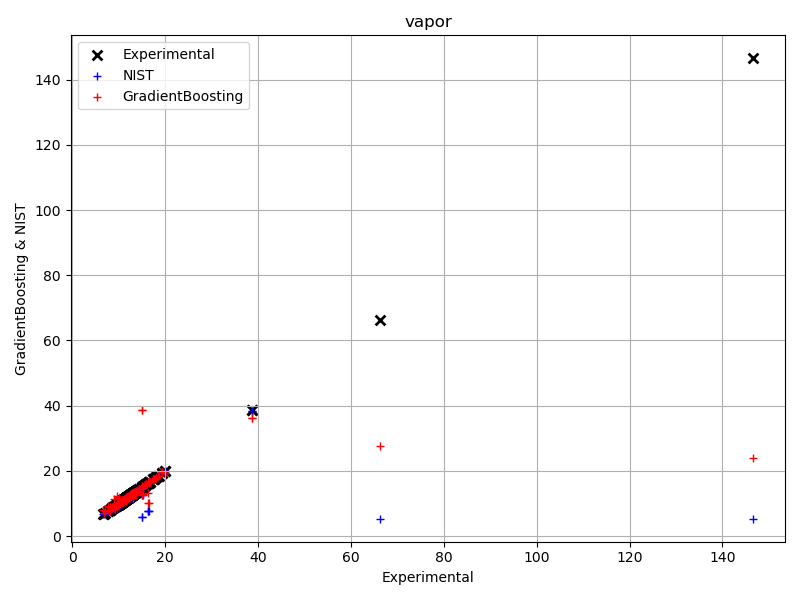 vapor
Experimental
NIST
GradientBoosting
GradientBoosting & NIST
140
120
100
80
60
40
20
0
0 20 40 60 80 100 120 140
Experimental